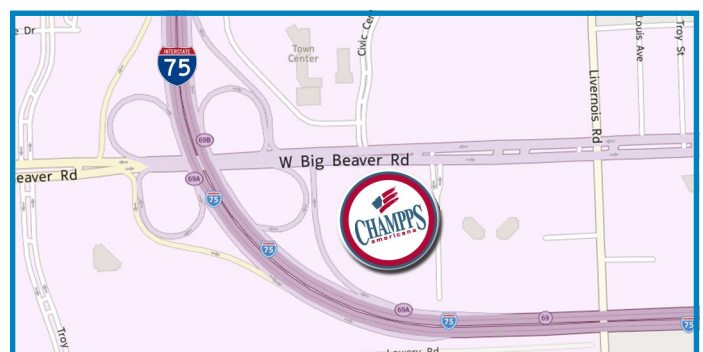 e Dr
INTERSTATE
75
Town
Center
Civic Cer
Louis Ave
Troy St
Livernois Rd
69B
W Big Beaver Rd
eaver Rd
69A
75
CHAMPPS
americana
75
69A
75
69
75
Troy
Lowery Rd